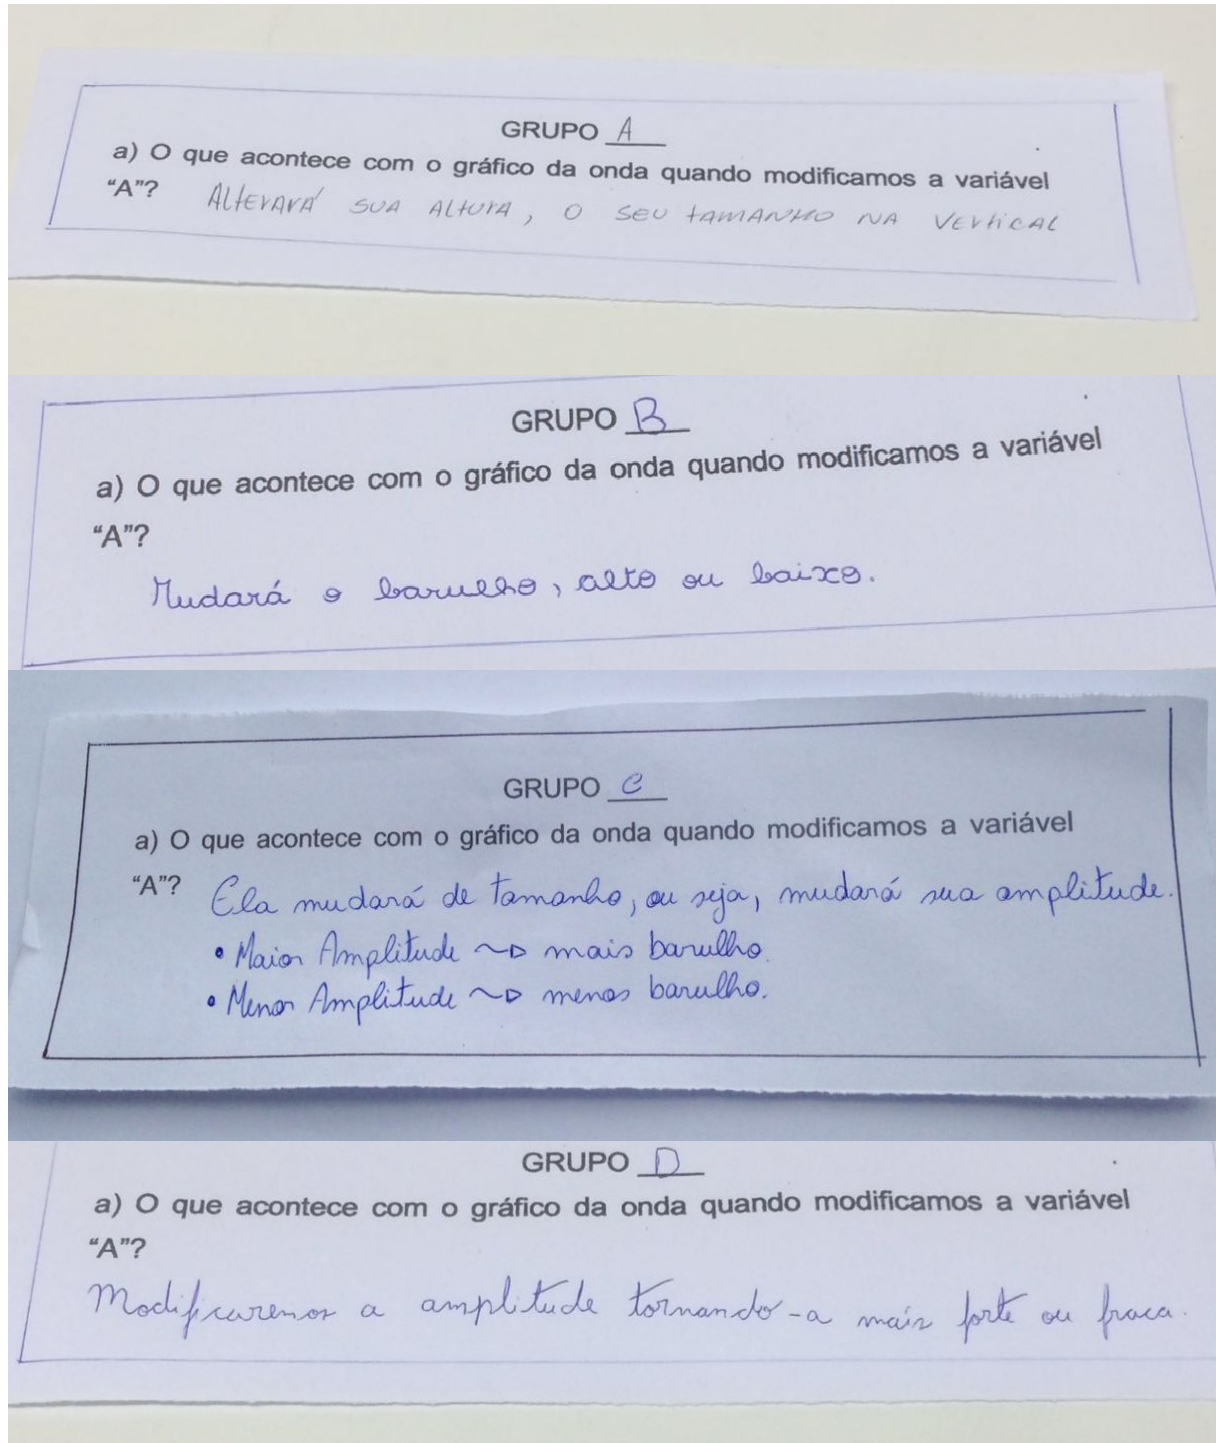 GRUPO A
a) O que acontece com o gráfico da onda quando modificamos a variável
“A”? Alterará sua altura, o seu tamanho na vertical
GRUPO B
a) O que acontece com o gráfico da onda quando modificamos a variável
“A”?
Mudará o barulho, alto ou baixo.
GRUPO C
a) O que acontece com o gráfico da onda quando modificamos a variável
“A”? Ela mudará de tamanho, ou seja, mudará sua amplitude.
• Maior Amplitude ~▷ mais barulho.
• Menor Amplitude ~▷ menos barulho.
GRUPO D
a) O que acontece com o gráfico da onda quando modificamos a variável
“A”?
Modificaremos a amplitude tornando-a mais forte ou fraca.